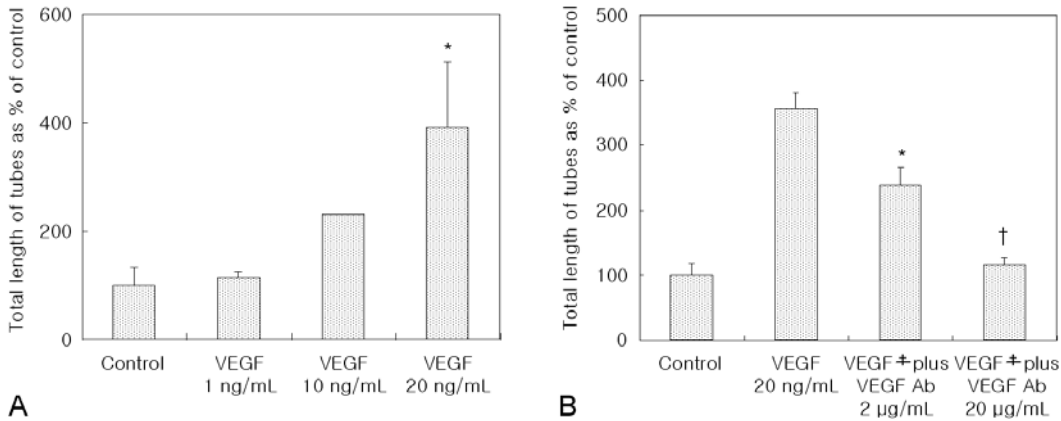 Total length of tubes as % of control
600
400
200
0
*
Control
VEGF
1 ng/mL
VEGF
10 ng/mL
VEGF
20 ng/mL
A
Total length of tubes as % of control
500
400
300
200
100
0
*
†
Control
VEGF
20 ng/mL
VEGF ‡ plus
VEGF Ab
2 µg/mL
VEGF ‡ plus
VEGF Ab
20 µg/mL
B